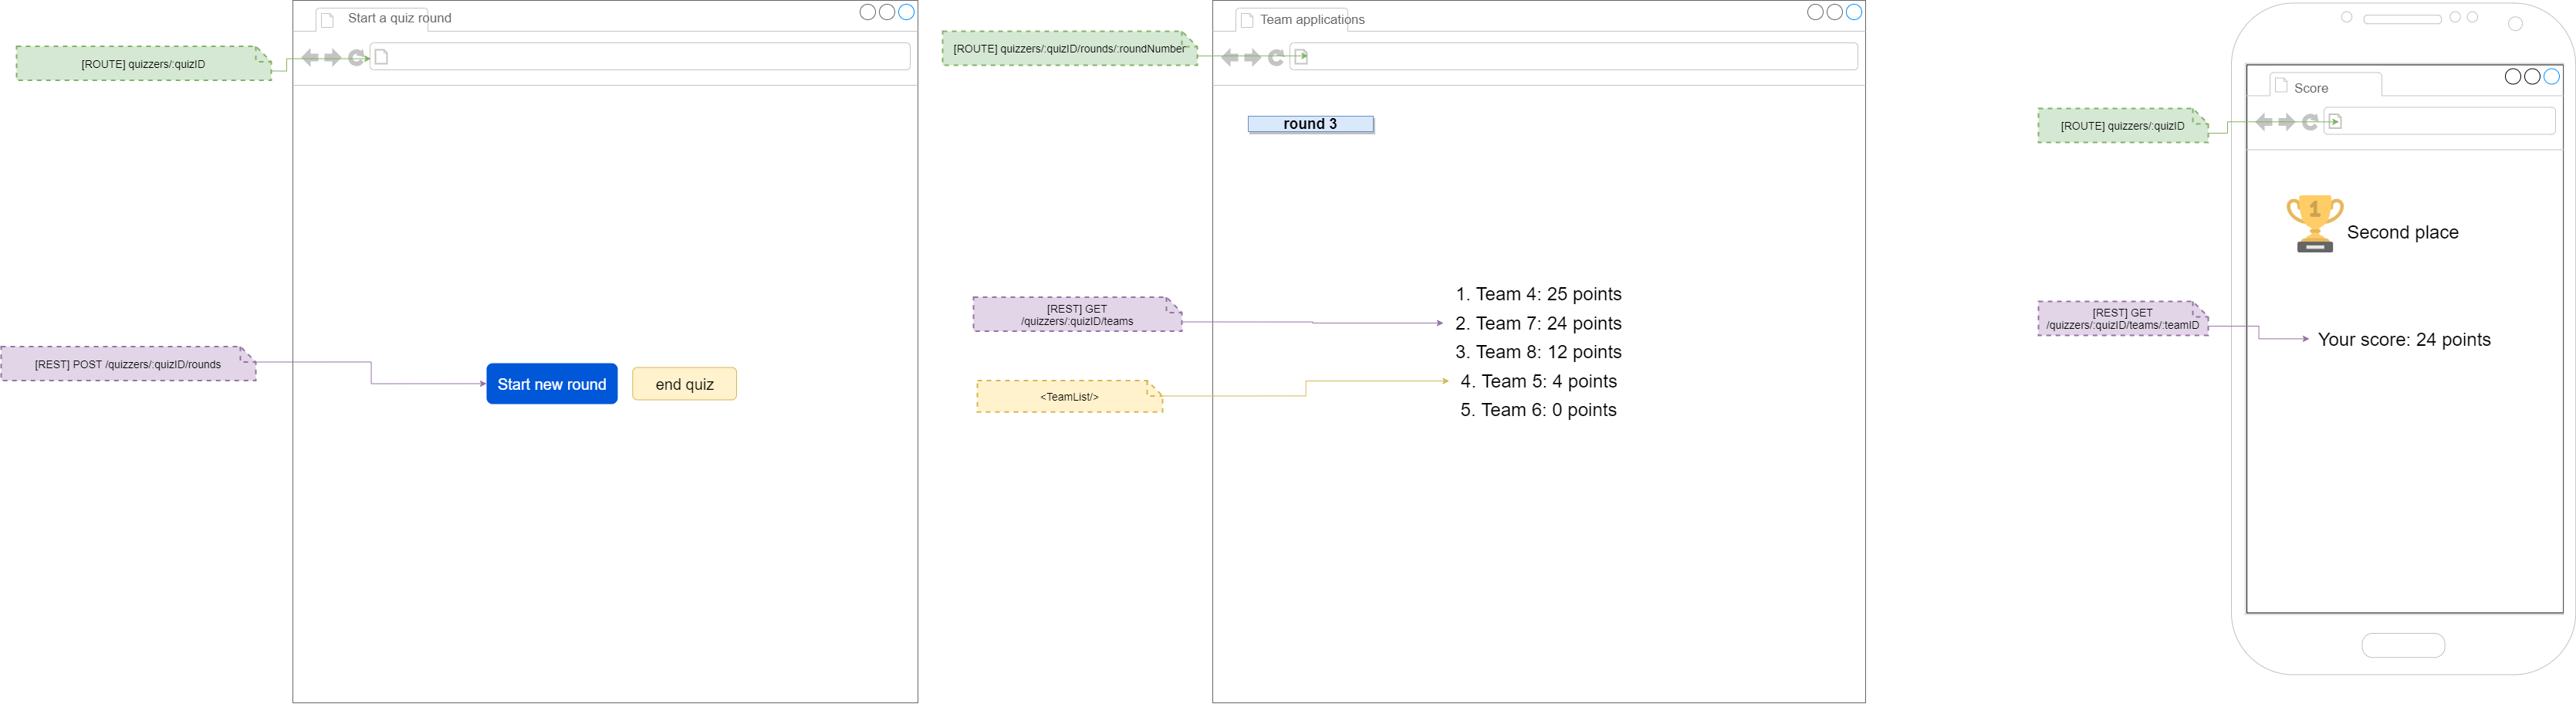 Start a quiz round
[ROUTE] quizzers/:quizID
[REST] POST /quizzers/:quizID/rounds
Start new round
end quiz
Team applications
[ROUTE] quizzers/:quizID/rounds/:roundNumber
round 3
[REST] GET
/quizzers/:quizID/teams
<TeamList/>
1. Team 4: 25 points
2. Team 7: 24 points
3. Team 8: 12 points
4. Team 5: 4 points
5. Team 6: 0 points
Score
[ROUTE] quizzers/:quizID
1
Second place
[REST] GET
/quizzers/:quizID/teams/:teamID
Your score: 24 points